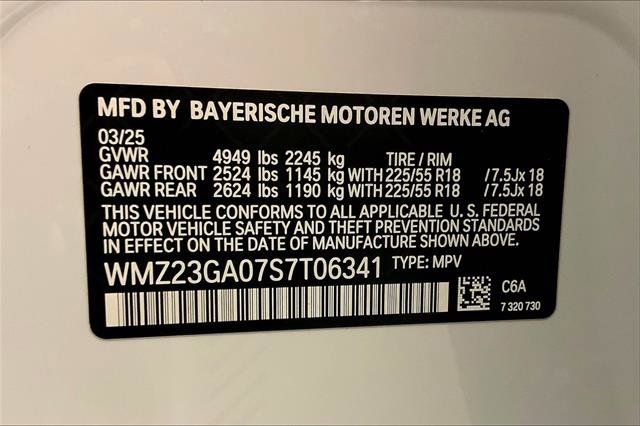 MFD BY BAYERISCHE MOTOREN WERKE AG
03/25
GVWR 4949 lbs 2245 kg TIRE / RIM
GAWR FRONT 2524 lbs 1145 kg WITH 225/55 R18 /7.5Jx 18
GAWR REAR 2624 lbs 1190 kg WITH 225/55 R18 /7.5Jx 18
THIS VEHICLE CONFORMS TO ALL APPLICABLE U. S. FEDERAL
MOTOR VEHICLE SAFETY AND THEFT PREVENTION STANDARDS
IN EFFECT ON THE DATE OF MANUFACTURE SHOWN ABOVE.
WMZ23GA07S7T06341 TYPE: MPV
C6A
7 320 730